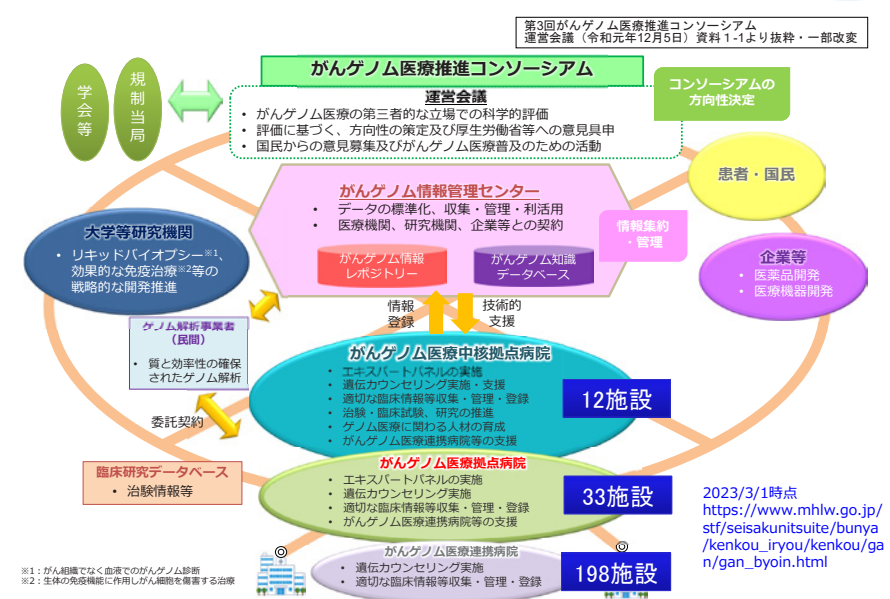 第3回がんゲノム医療推進コンソーシアム
運営会議（令和元年12月5日）資料１-1より抜粋・一部改変
がんゲノム医療推進コンソーシアム
学会等
規制当局
運営会議
• がんゲノム医療の第三者的な立場での科学的評価
• 評価に基づく、方向性の策定及び厚生労働省等への意見具申
• 国民からの意見募集及びがんゲノム医療普及のための活動
コンソーシアムの
方向性決定
患者・国民
がんゲノム情報管理センター
• データの標準化、収集・管理・利活用
• 医療機関、研究機関、企業等との契約
情報集約
・管理
がんゲノム情報
レポジトリー
がんゲノム知識
データベース
大学等研究機関
• リキッドバイオプシー※1、
効果的な免疫治療※2等の
戦略的な開発推進
企業等
• 医薬品開発
• 医療機器開発
情報
登録
技術的
支援
ゲノム解析事業者
（民間）
• 質と効率性の確保
されたゲノム解析
委託契約
がんゲノム医療中核拠点病院
• エキスパートパネルの実施
• 遺伝カウンセリング実施・支援
• 適切な臨床情報等収集・管理・登録
• 治験・臨床試験、研究の推進
• ゲノム医療に関わる人材の育成
• がんゲノム医療連携病院等の支援
12施設
臨床研究データベース
• 治験情報等
がんゲノム医療拠点病院
• エキスパートパネルの実施
• 遺伝カウンセリング実施
• 適切な臨床情報等収集・管理・登録
• がんゲノム医療連携病院等の支援
33施設
がんゲノム医療連携病院
• 遺伝カウンセリング実施
• 適切な臨床情報等収集・管理・登録
198施設
2023/3/1時点
https://www.mhlw.go.jp/
stf/seisakunitsuite/bunya
/kenkou_iryou/kenkou/ga
n/gan_byoin.html
※1：がん組織でなく血液でのがんゲノム診断
※2：生体の免疫機能に作用しがん細胞を傷害する治療